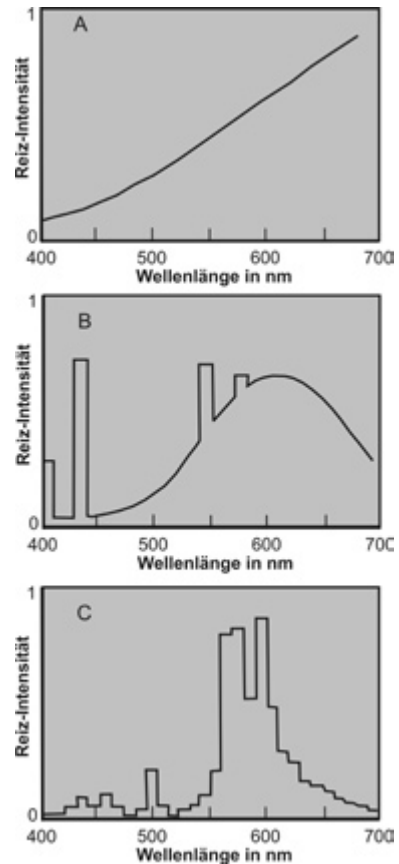 1
A
Reiz-Intensität
0
400 500 600 700
Wellenlänge in nm
1
B
Reiz-Intensität
0
400 500 600 700
Wellenlänge in nm
1
C
Reiz-Intensität
0
400 500 600 700
Wellenlänge in nm